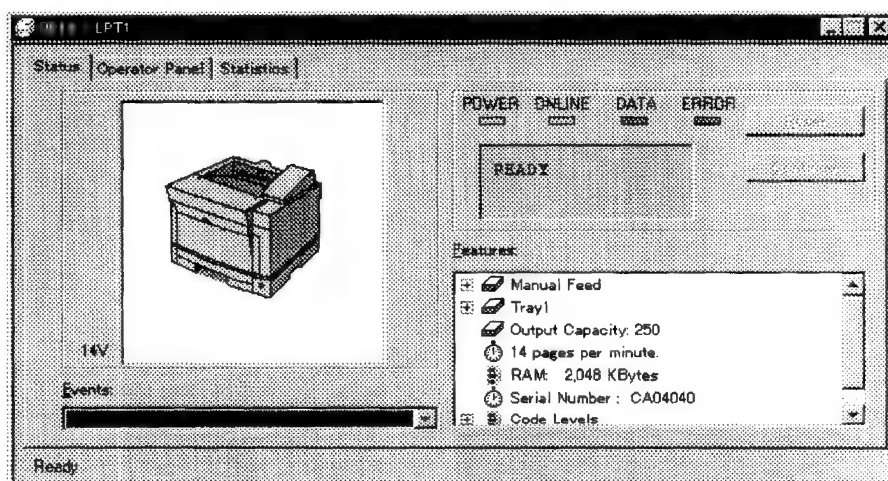 LPT1
Status Operator Panel Statistics
POWER ONLINE DATA ERROR
READY
Features:
Manual Feed
Tray1
Output Capacity: 250
14 pages per minute.
RAM: 2,048 KBytes
Serial Number : CA04040
Code Levels
14V
Events:
Ready